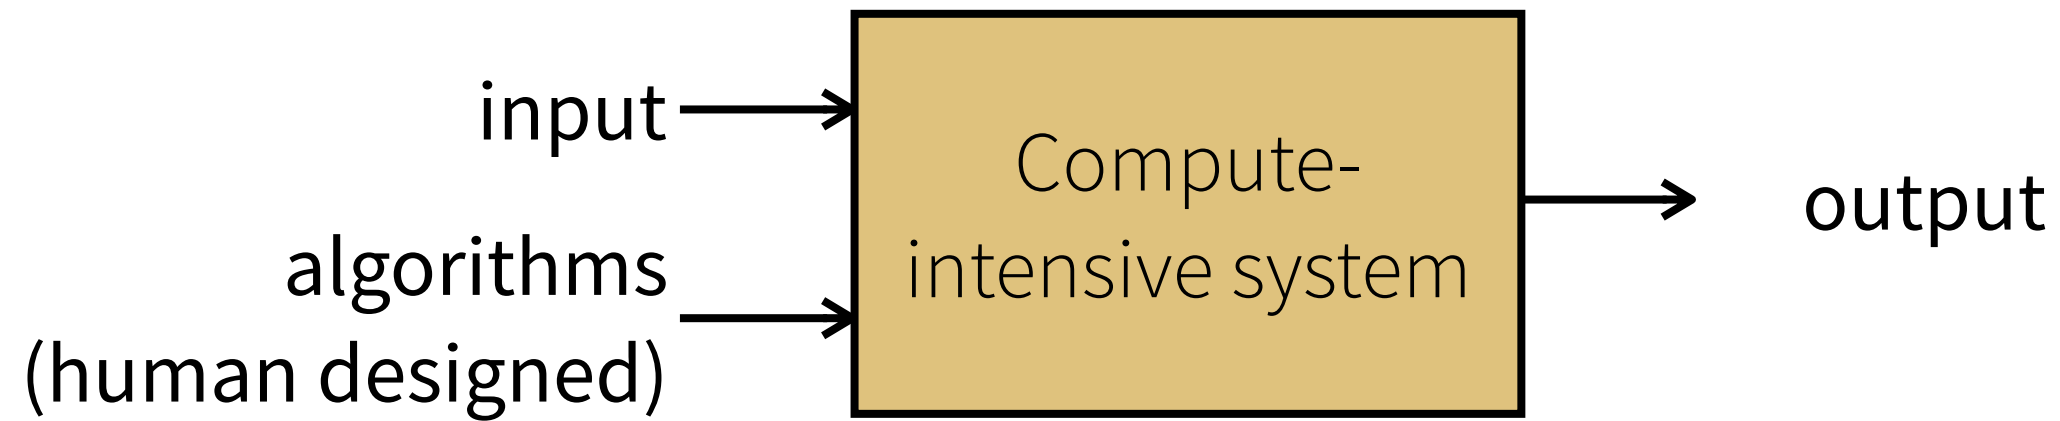 input
algorithms
(human designed)
Compute-
intensive system
output